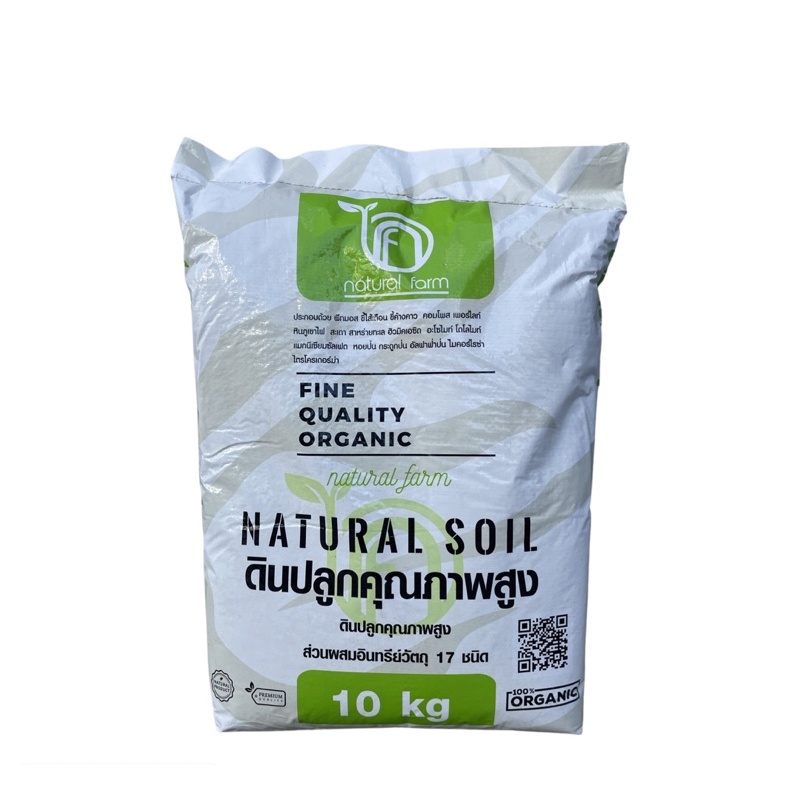 natural farm
ประกอบด้วย พีทมอส ขี้ไส้เดือน ขี้ค้างคาว คอมโพส เพอร์ไลท์
หินภูเขาไฟ สะเดา สาหร่ายทะเล ฮิวมิคเอซิด อะโซไมท์ โดโลไมท์
แมกนีเซียมซัลเฟต หอยป่น กระดูกป่น อัลฟาฟ่าป่น ไมคอร์ไรซ่า
ไตรโครเดอร์ม่า
FINE
QUALITY
ORGANIC
natural farm
NATURAL SOIL
ดินปลูกคุณภาพสูง
ดินปลูกคุณภาพสูง
ส่วนผสมอินทรีย์วัตถุ 17 ชนิด
NATURAL PRODUCT
PREMIUM
QUALITY
10 kg
100%
ORGANIC